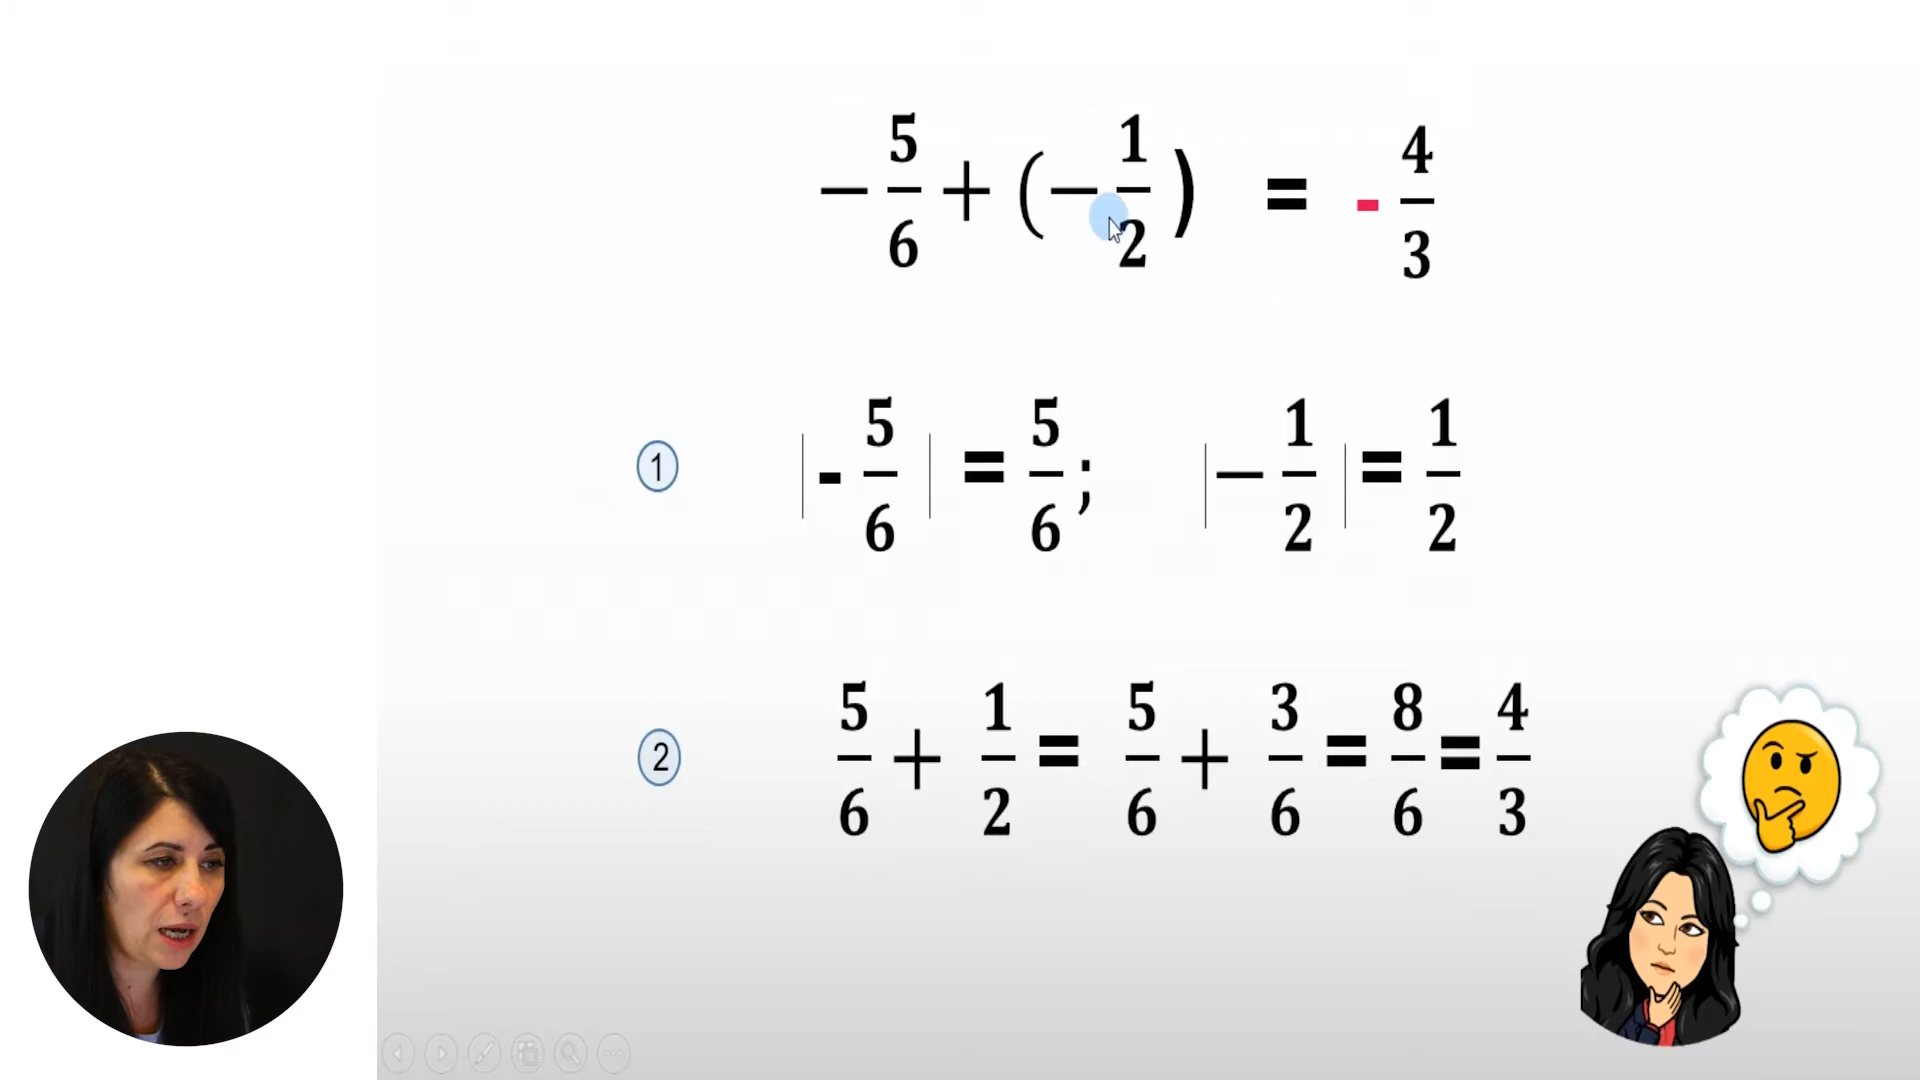 − 5/6 + (− 1/2) = - 4/3
1 |- 5/6| = 5/6; |− 1/2| = 1/2
2 5/6 + 1/2 = 5/6 + 3/6 = 8/6 = 4/3